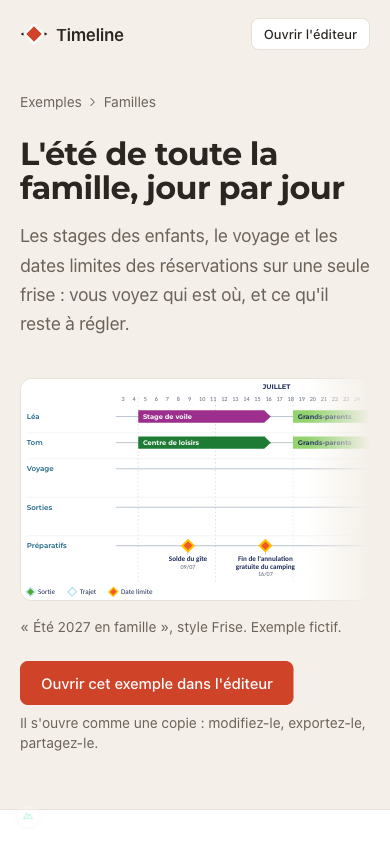 Timeline
Ouvrir l'éditeur
Exemples > Familles
L'été de toute la
famille, jour par jour
Les stages des enfants, le voyage et les
dates limites des réservations sur une seule
frise : vous voyez qui est où, et ce qu'il
reste à régler.
JUILLET
3 4 5 6 7 8 9 10 11 12 13 14 15 16 17 18 19 20 21 22 23 24
Léa
Stage de voile
Grands-parents
Tom
Centre de loisirs
Grands-parents
Voyage
Sorties
Préparatifs
Solde du gîte
09/07
Fin de l'annulation
gratuite du camping
16/07
Sortie
Trajet
Date limite
« Été 2027 en famille », style Frise. Exemple fictif.
Ouvrir cet exemple dans l'éditeur
Il s'ouvre comme une copie : modifiez-le, exportez-le,
partagez-le.